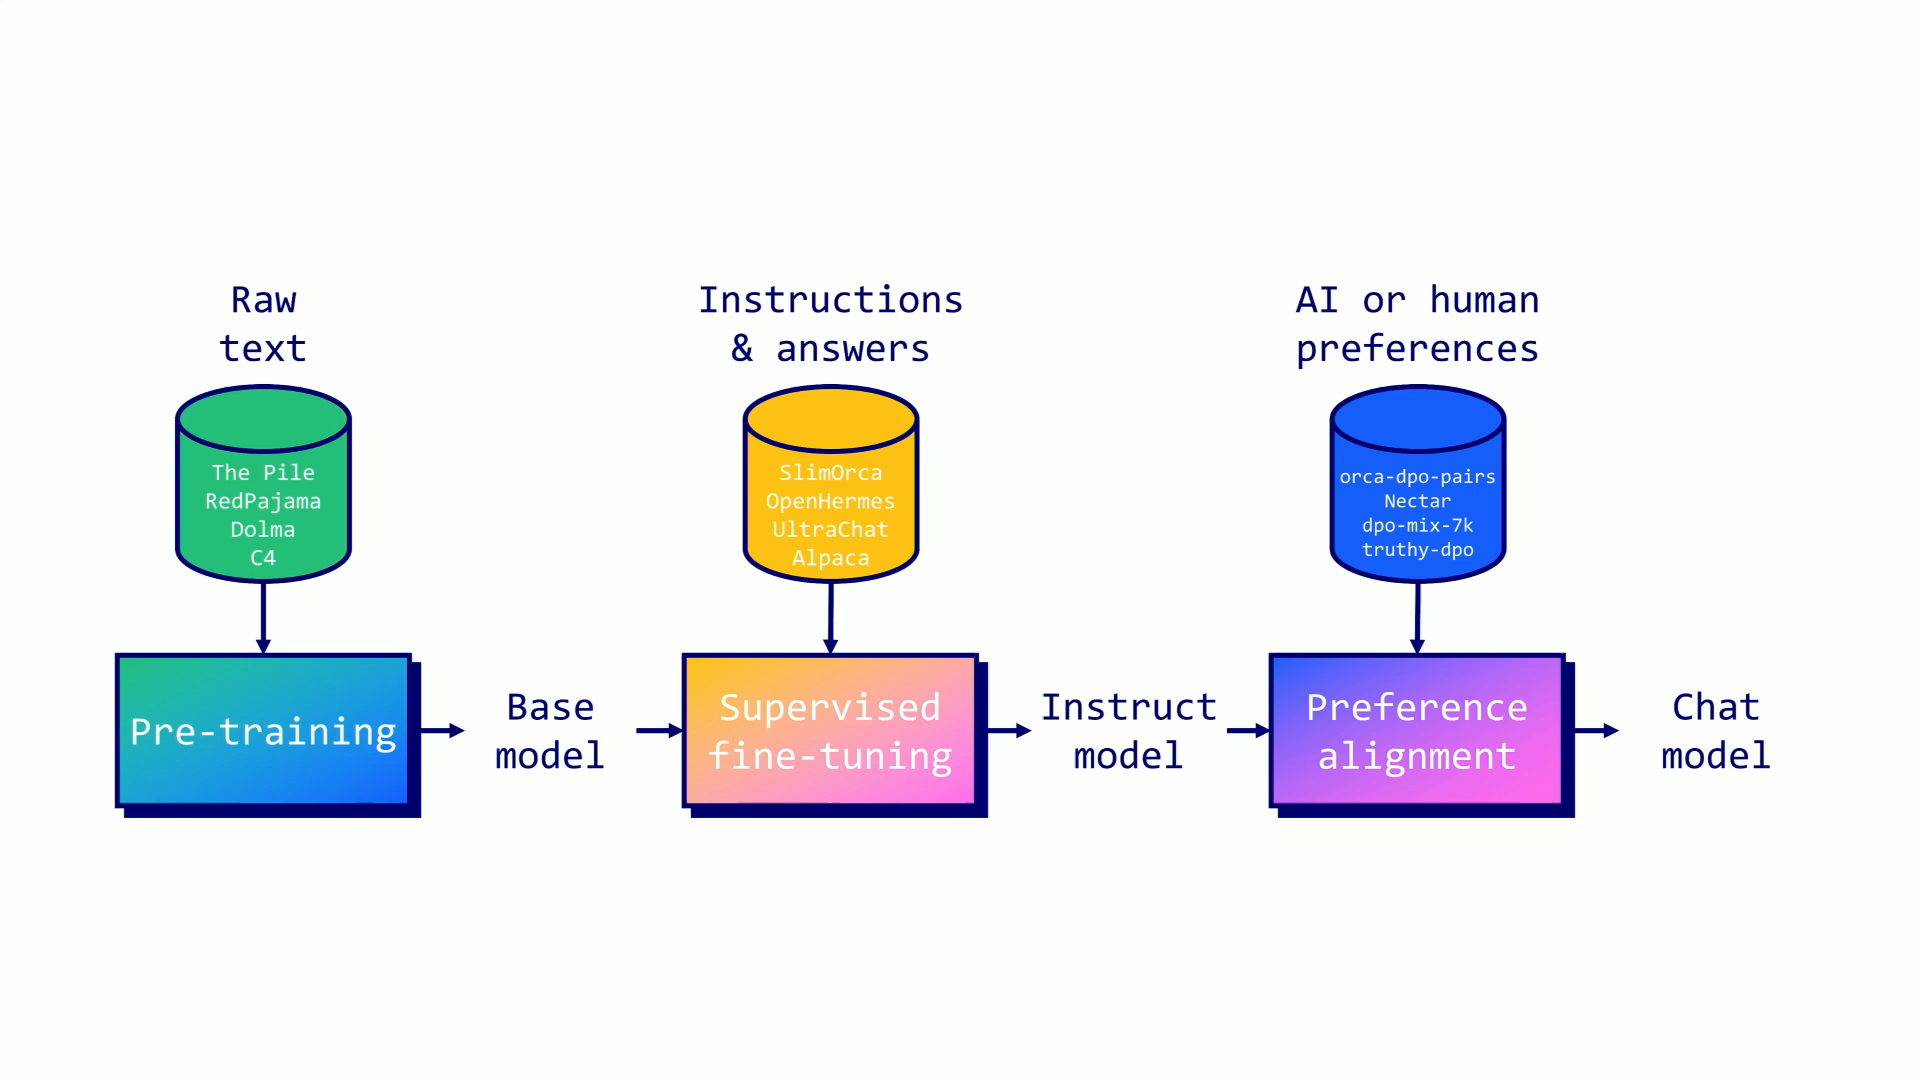 Raw
text
Instructions
& answers
AI or human
preferences
The Pile
RedPajama
Dolma
C4
SlimOrca
OpenHermes
UltraChat
Alpaca
orca-dpo-pairs
Nectar
dpo-mix-7k
truthy-dpo
Pre-training
Base
model
Supervised
fine-tuning
Instruct
model
Preference
alignment
Chat
model